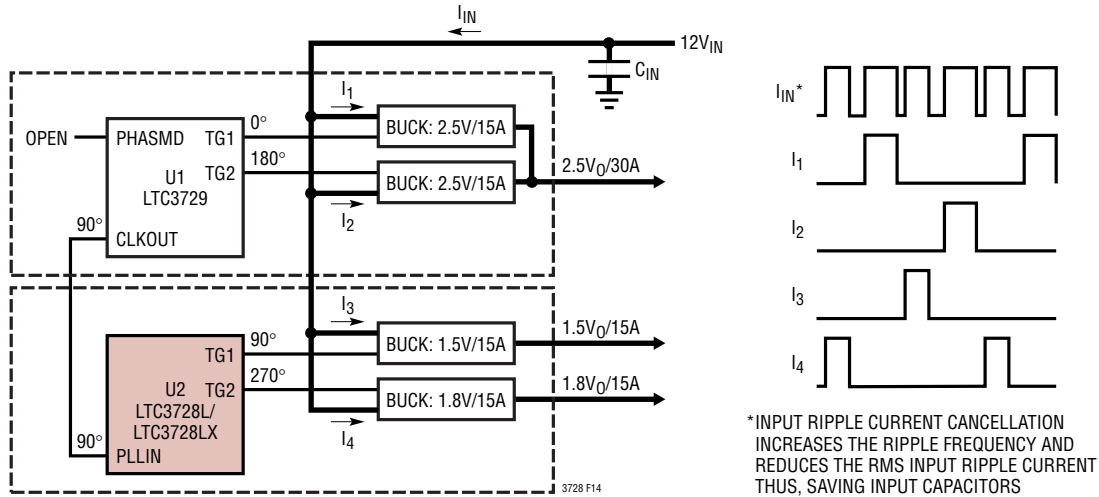 I_IN
12V_IN
C_IN
I_1
BUCK: 2.5V/15A
0°
OPEN
PHASMD
TG1
180°
U1
LTC3729
TG2
BUCK: 2.5V/15A
2.5V_O/30A
I_2
90°
CLKOUT
I_3
BUCK: 1.5V/15A
1.5V_O/15A
90°
TG1
270°
U2
LTC3728L/
LTC3728LX
TG2
BUCK: 1.8V/15A
1.8V_O/15A
I_4
90°
PLLIN
3728 F14
I_IN*
I_1
I_2
I_3
I_4
*INPUT RIPPLE CURRENT CANCELLATION
INCREASES THE RIPPLE FREQUENCY AND
REDUCES THE RMS INPUT RIPPLE CURRENT
THUS, SAVING INPUT CAPACITORS